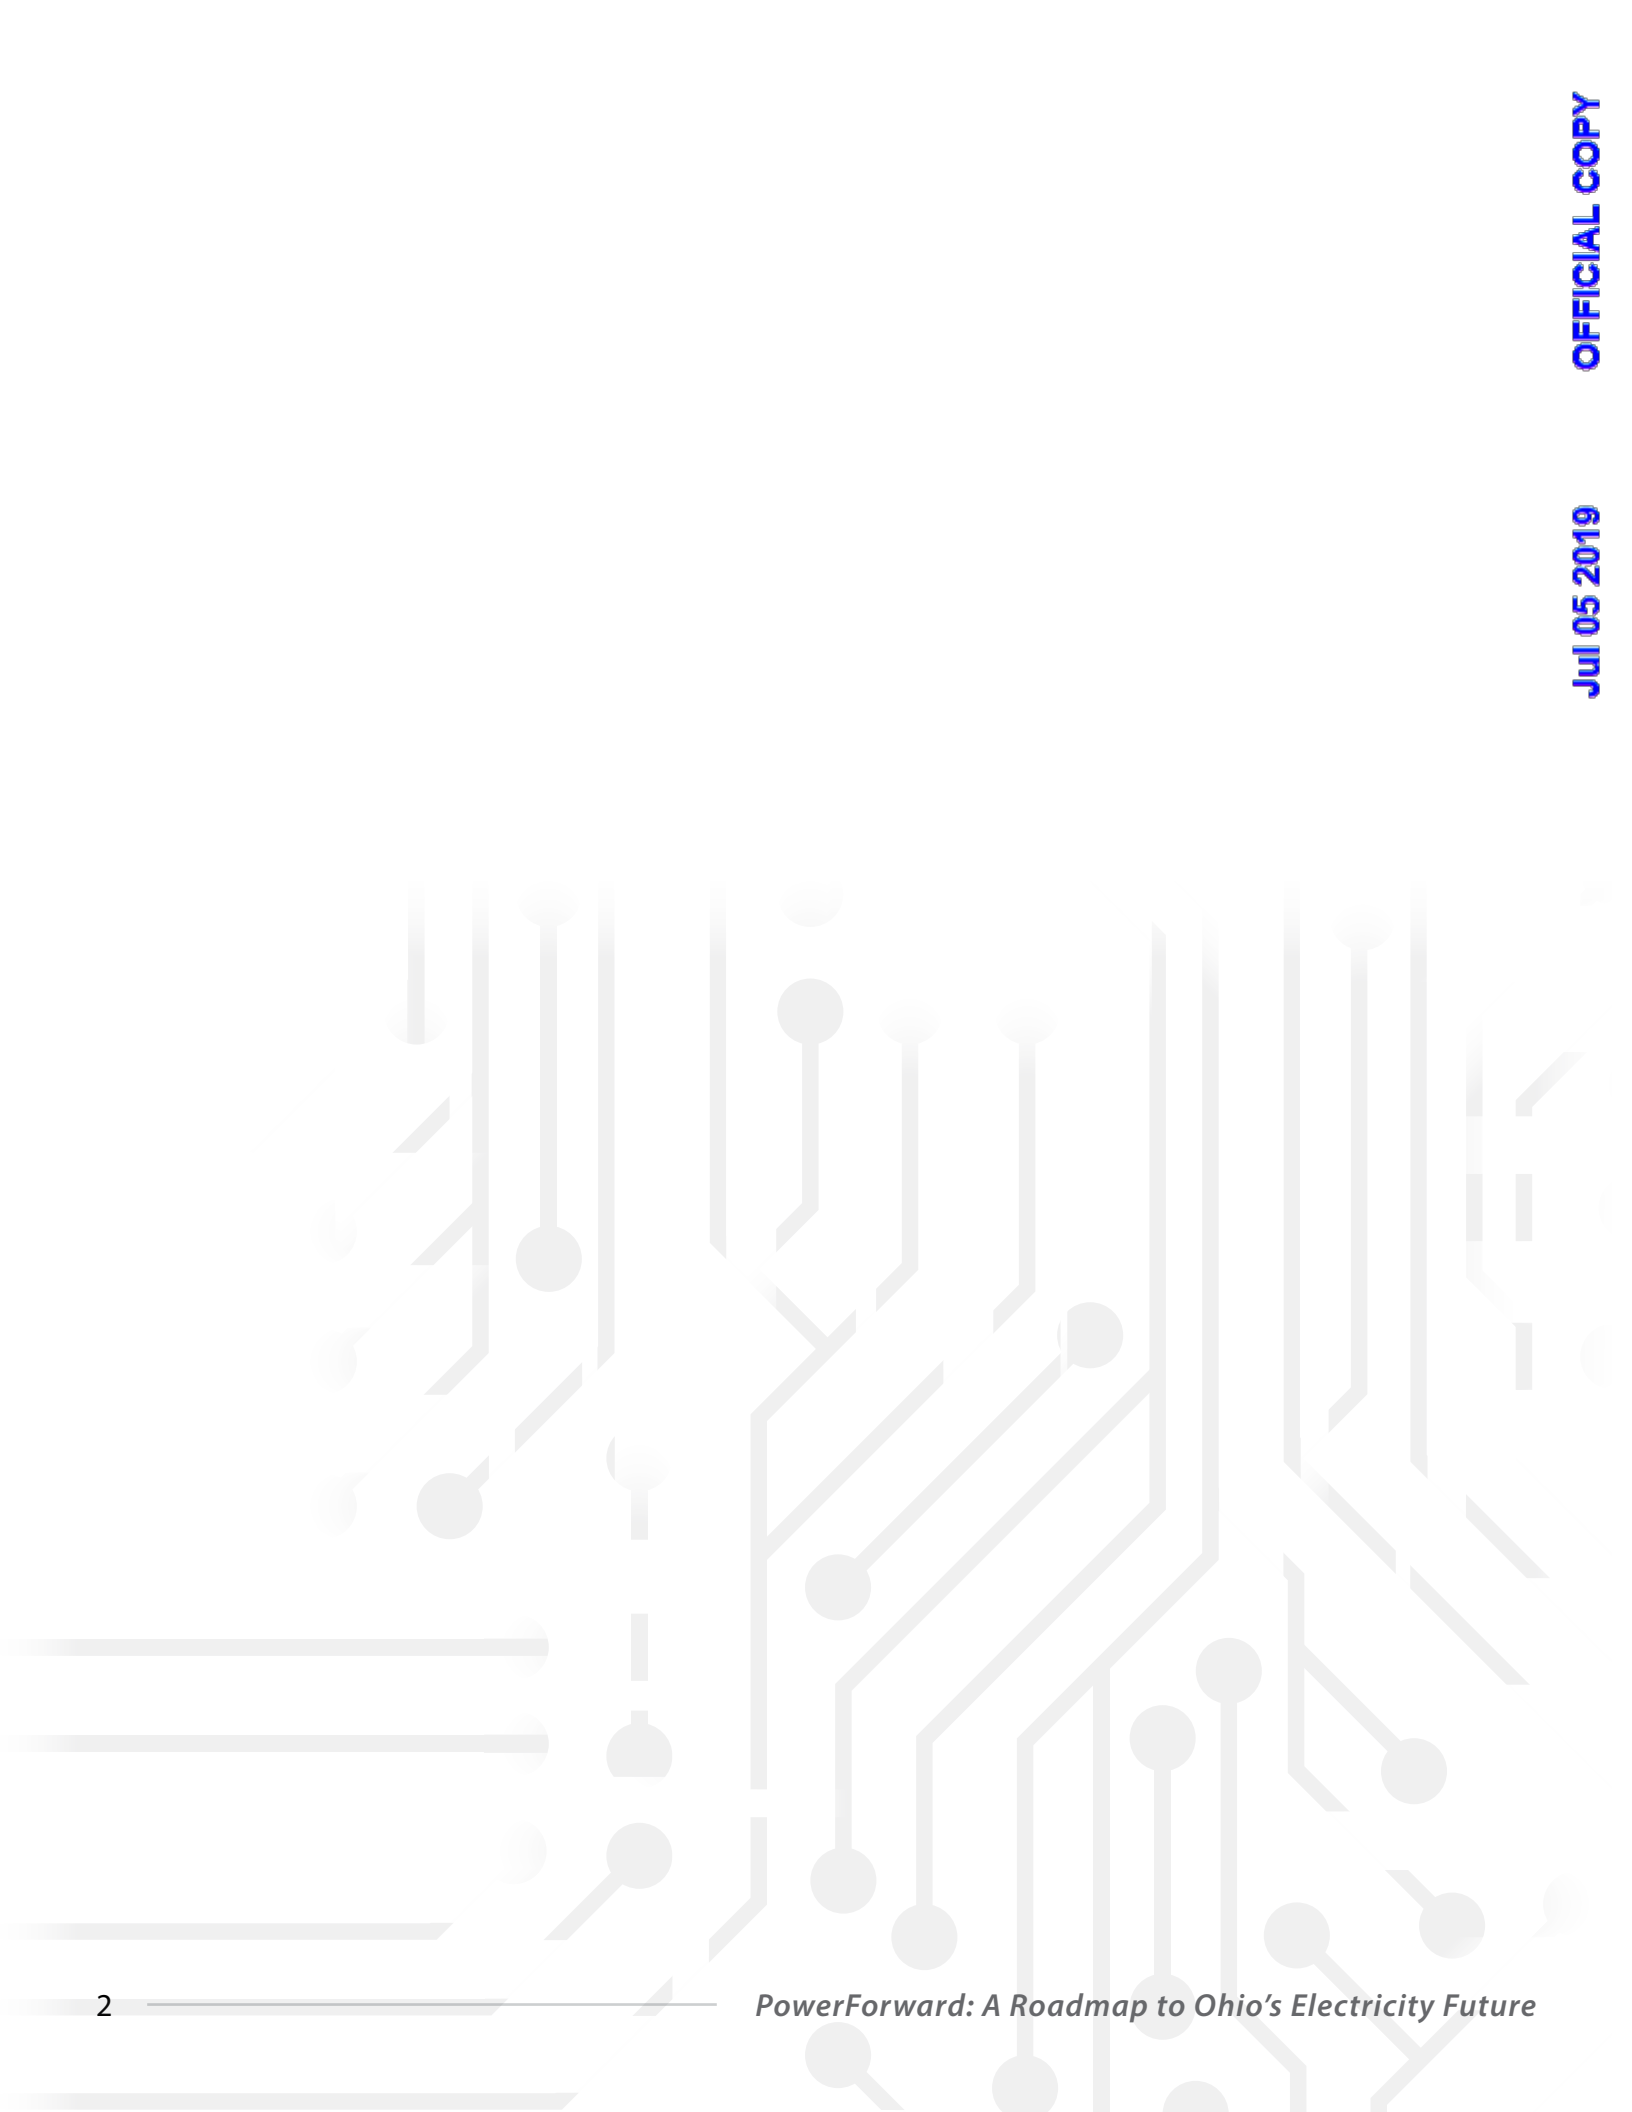 OFFICIAL COPY
Jul 05 2019
2
PowerForward: A Roadmap to Ohio’s Electricity Future